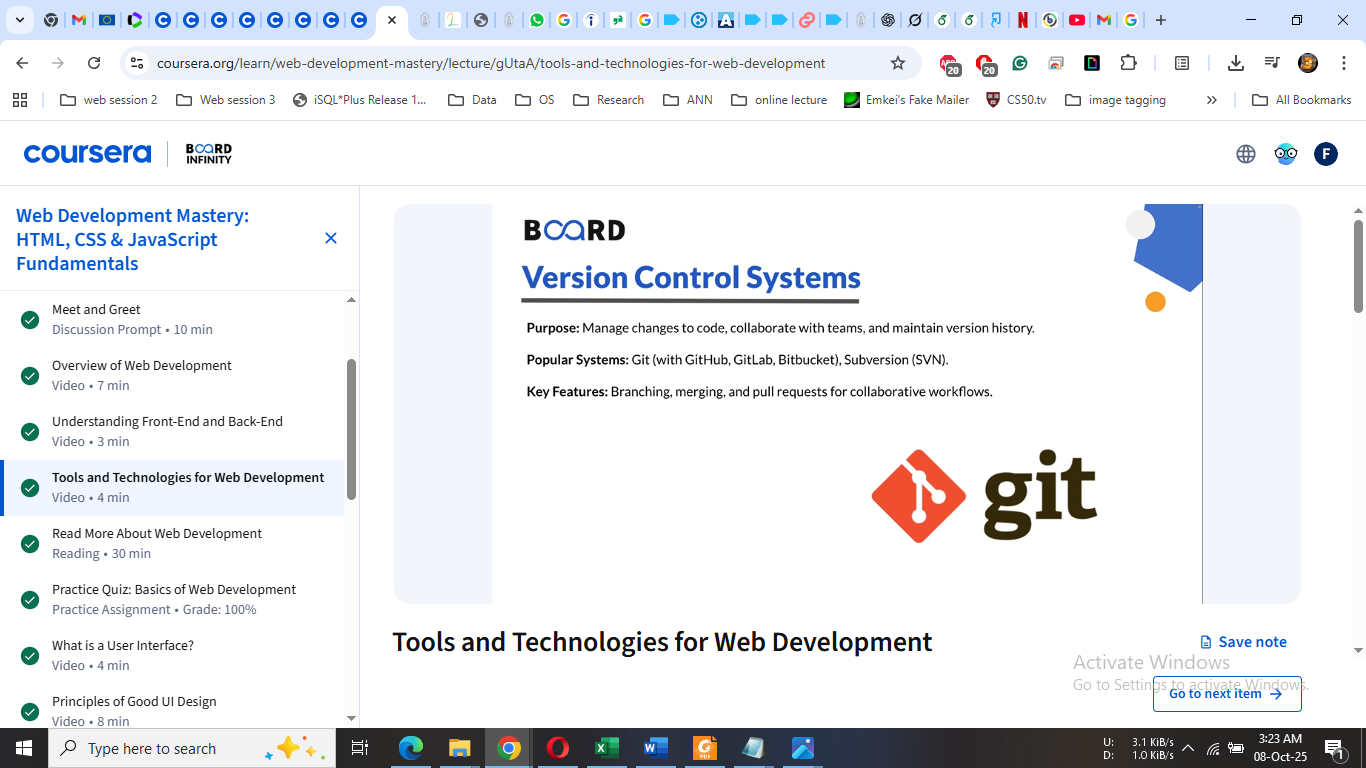 coursera.org/learn/web-development-mastery/lecture/gUtaA/tools-and-technologies-for-web-development
20
20
web session 2
Web session 3
iSQL*Plus Release 1...
Data
OS
Research
ANN
online lecture
Emkei's Fake Mailer
CS50.tv
image tagging
All Bookmarks
coursera
BOARD
INFINITY
F
Web Development Mastery:
HTML, CSS & JavaScript
Fundamentals
Meet and Greet
Discussion Prompt • 10 min
Overview of Web Development
Video • 7 min
Understanding Front-End and Back-End
Video • 3 min
Tools and Technologies for Web Development
Video • 4 min
Read More About Web Development
Reading • 30 min
Practice Quiz: Basics of Web Development
Practice Assignment • Grade: 100%
What is a User Interface?
Video • 4 min
Principles of Good UI Design
Video • 8 min
BOARD
Version Control Systems
Purpose: Manage changes to code, collaborate with teams, and maintain version history.
Popular Systems: Git (with GitHub, GitLab, Bitbucket), Subversion (SVN).
Key Features: Branching, merging, and pull requests for collaborative workflows.
git
Tools and Technologies for Web Development
Save note
Activate Windows
Go to Settings to activate Windows.
Go to next item
Type here to search
U: 3.1 KiB/s
D: 1.0 KiB/s
3:23 AM
08-Oct-25
1